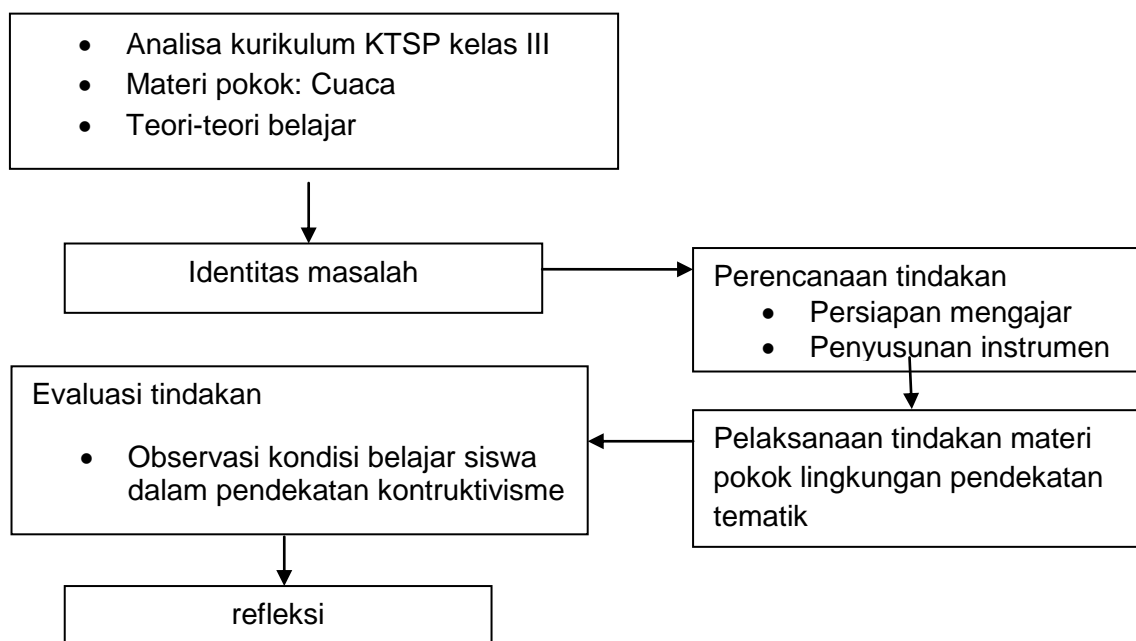 • Analisa kurikulum KTSP kelas III
• Materi pokok: Cuaca
• Teori-teori belajar
Identitas masalah
Perencanaan tindakan
• Persiapan mengajar
• Penyusunan instrumen
Pelaksanaan tindakan materi
pokok lingkungan pendekatan
tematik
Evaluasi tindakan
• Observasi kondisi belajar siswa
dalam pendekatan kontruktivisme
refleksi